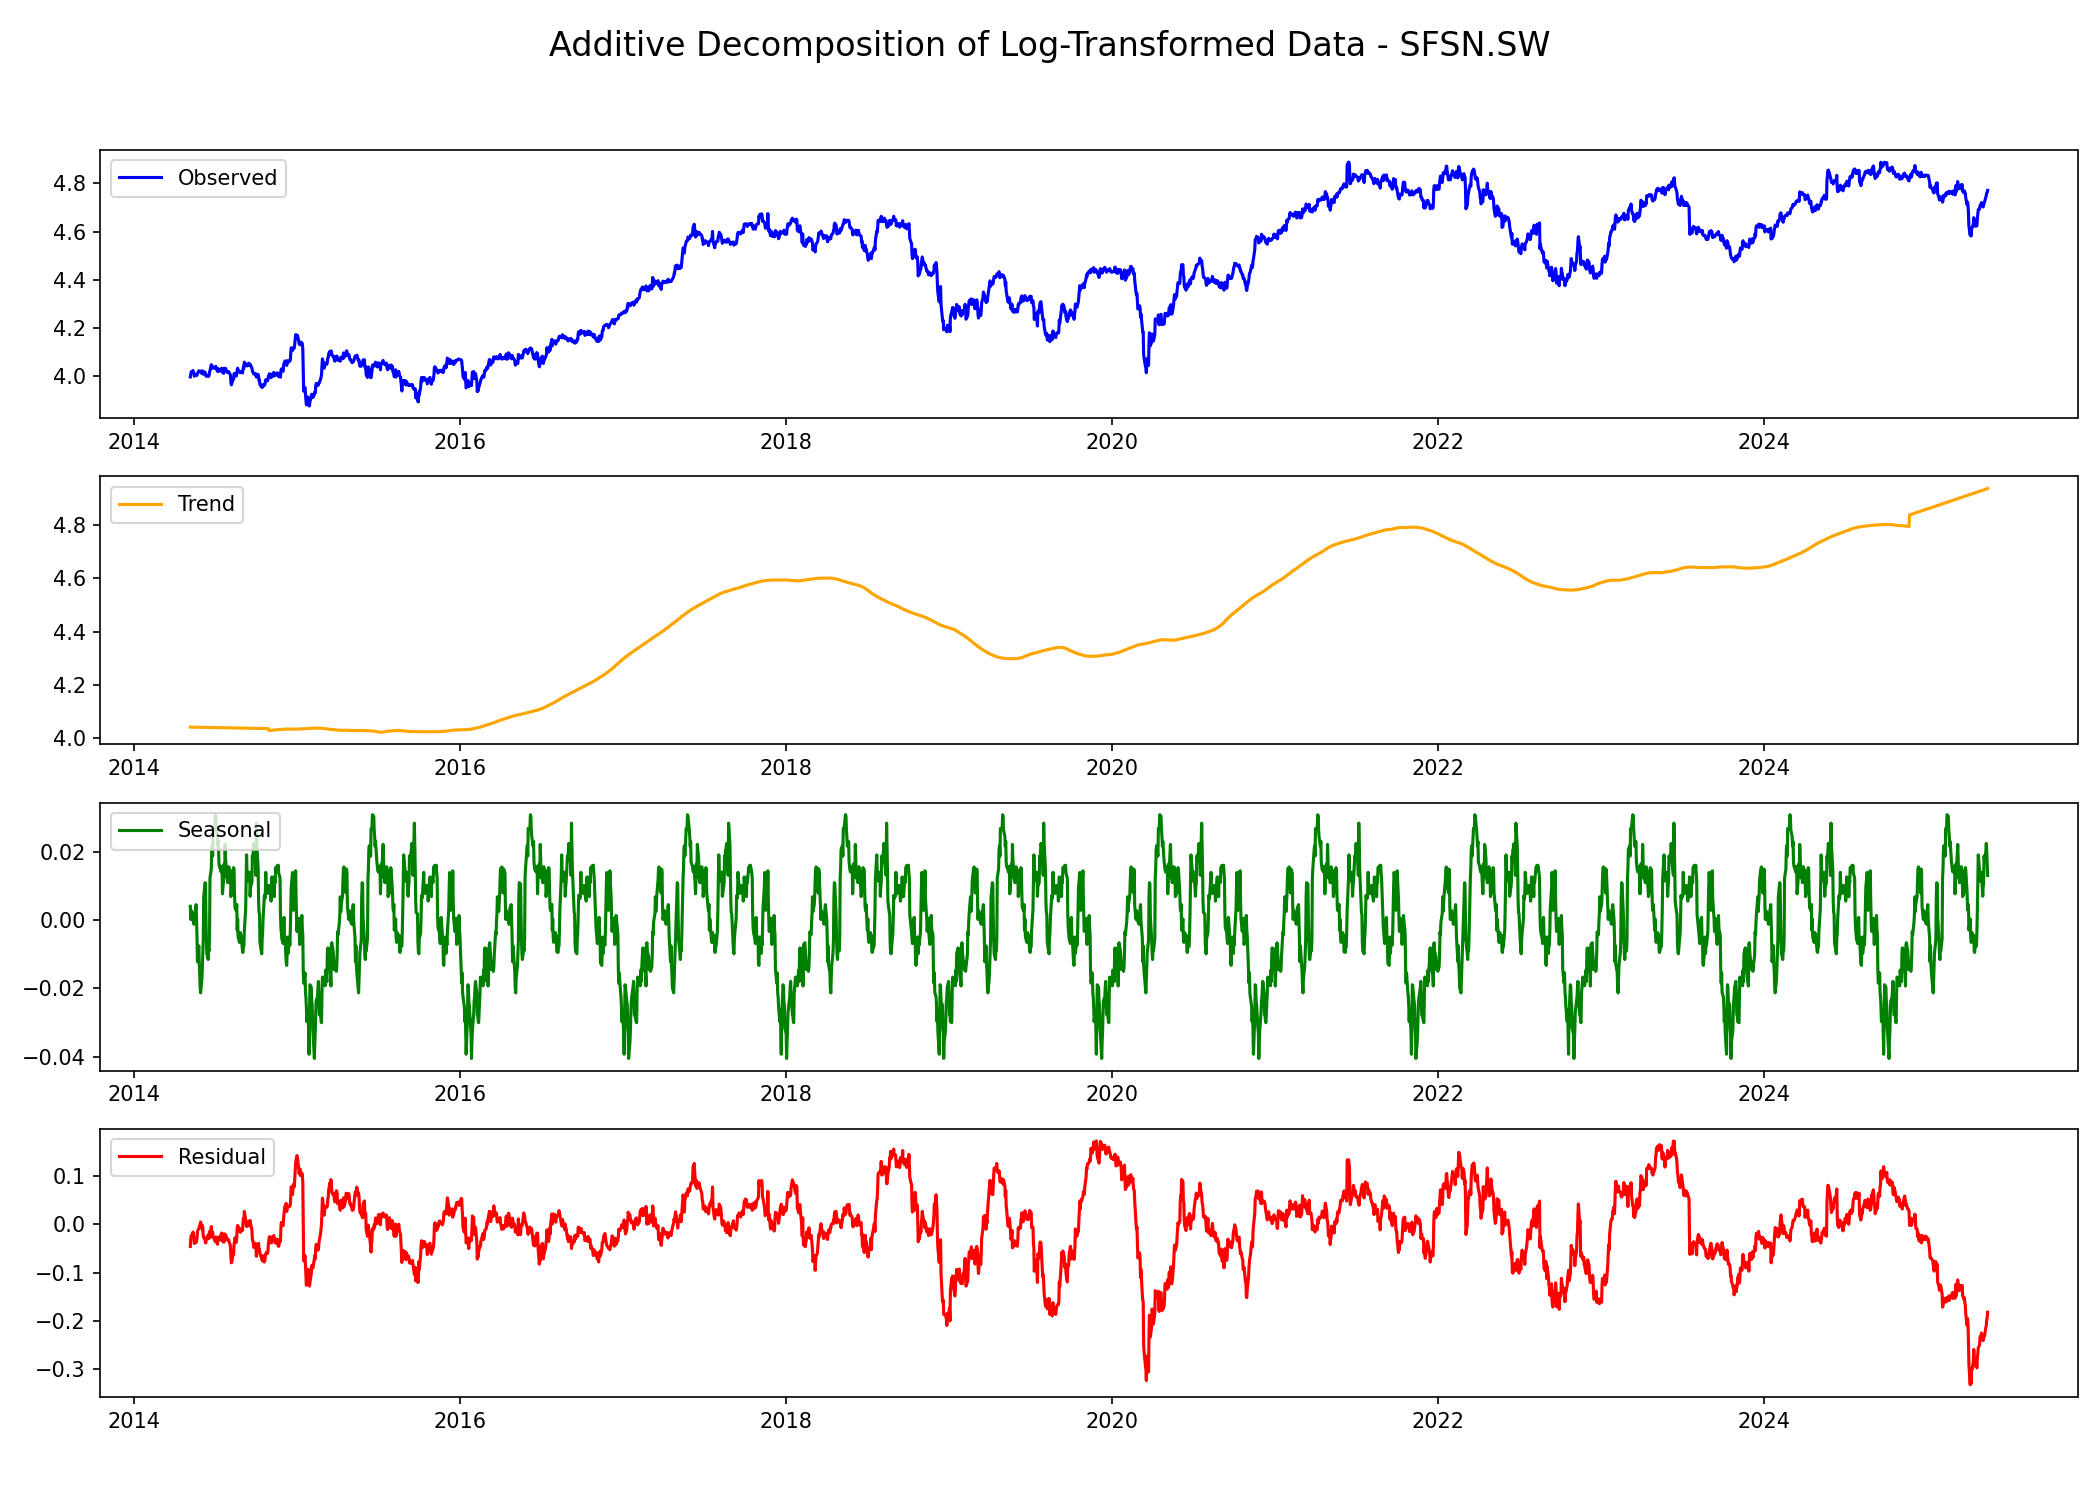 Additive Decomposition of Log-Transformed Data - SFSN.SW
Observed
4.8
4.6
4.4
4.2
4.0
2014 2016 2018 2020 2022 2024
Trend
4.8
4.6
4.4
4.2
4.0
2014 2016 2018 2020 2022 2024
Seasonal
0.02
0.00
−0.02
−0.04
2014 2016 2018 2020 2022 2024
Residual
0.1
0.0
−0.1
−0.2
−0.3
2014 2016 2018 2020 2022 2024